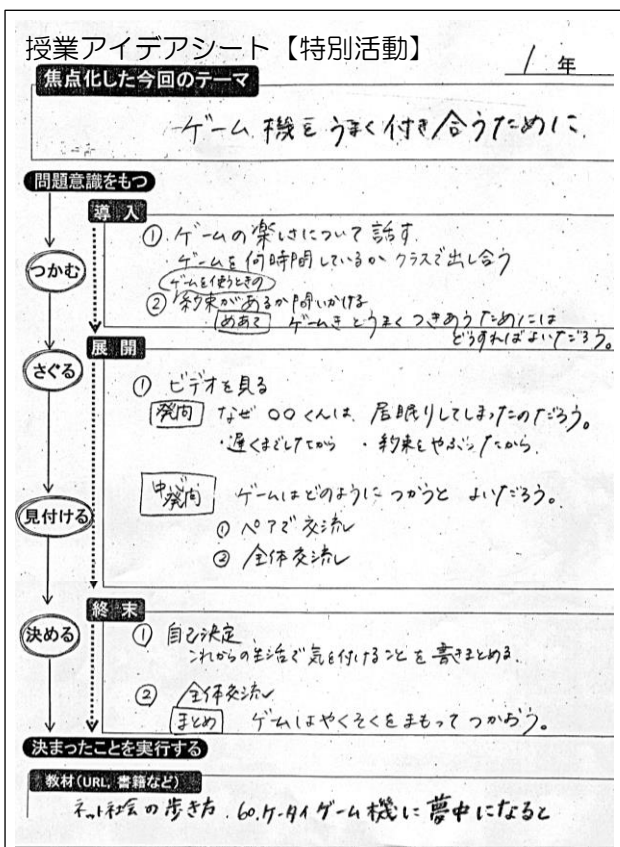 授業アイデアシート【特別活動】
1年
焦点化した今回のテーマ
ゲーム機とうまく付き合うために
問題意識をもつ
導入
つかむ
①ゲームの楽しさについて話す
ゲームを何時間しているかクラスで出し合う
ゲームを使うときの
②約束があるか問いかける
めあて ゲームきとうまくつきあうためには
どうすればよいだろう。
展開
さぐる
①ビデオを見る
発問 なぜ○○くんは、居眠りしてしまったのだろう。
・遅くまでしてたから ・約束をやぶったから
見付ける
中発問 ゲームはどのようにつかうとよいだろう。
①ペアで交流
②全体交流
終末
決める
①自己決定
これからの生活で気を付けることを書きまとめる
②全体交流
まとめ ゲームはやくそくをまもってつかおう。
決まったことを実行する
教材(URL,書籍など)
ネット社会の歩き方.60.ケータイゲーム機に夢中になると